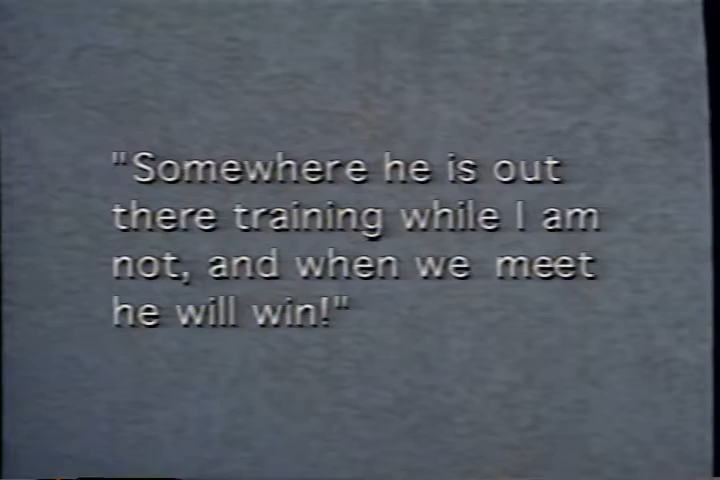 "Somewhere he is out
there training while I am
not, and when we meet
he will win!"